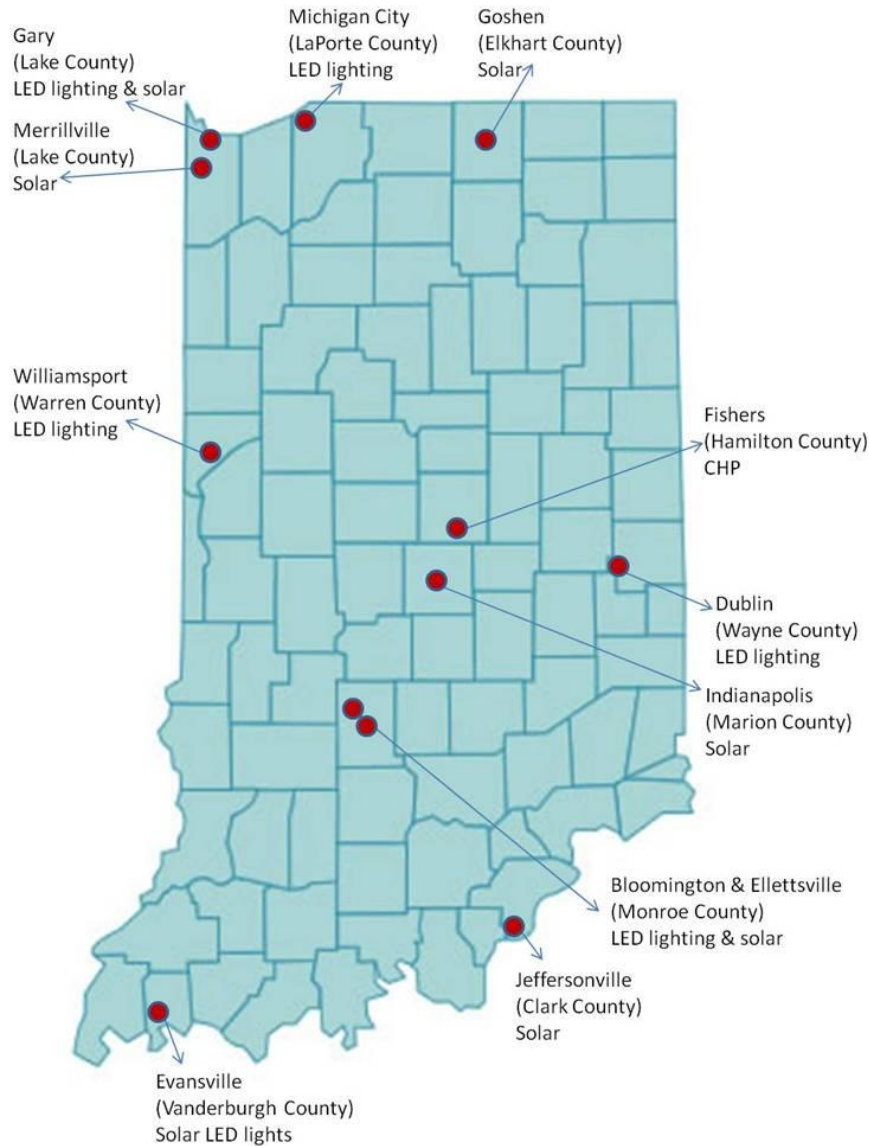 Gary
(Lake County)
LED lighting & solar
Michigan City
(LaPorte County)
LED lighting
Goshen
(Elkhart County)
Solar
Merrillville
(Lake County)
Solar
Williamsport
(Warren County)
LED lighting
Fishers
(Hamilton County)
CHP
Dublin
(Wayne County)
LED lighting
Indianapolis
(Marion County)
Solar
Bloomington & Ellettsville
(Monroe County)
LED lighting & solar
Jeffersonville
(Clark County)
Solar
Evansville
(Vanderburgh County)
Solar LED lights